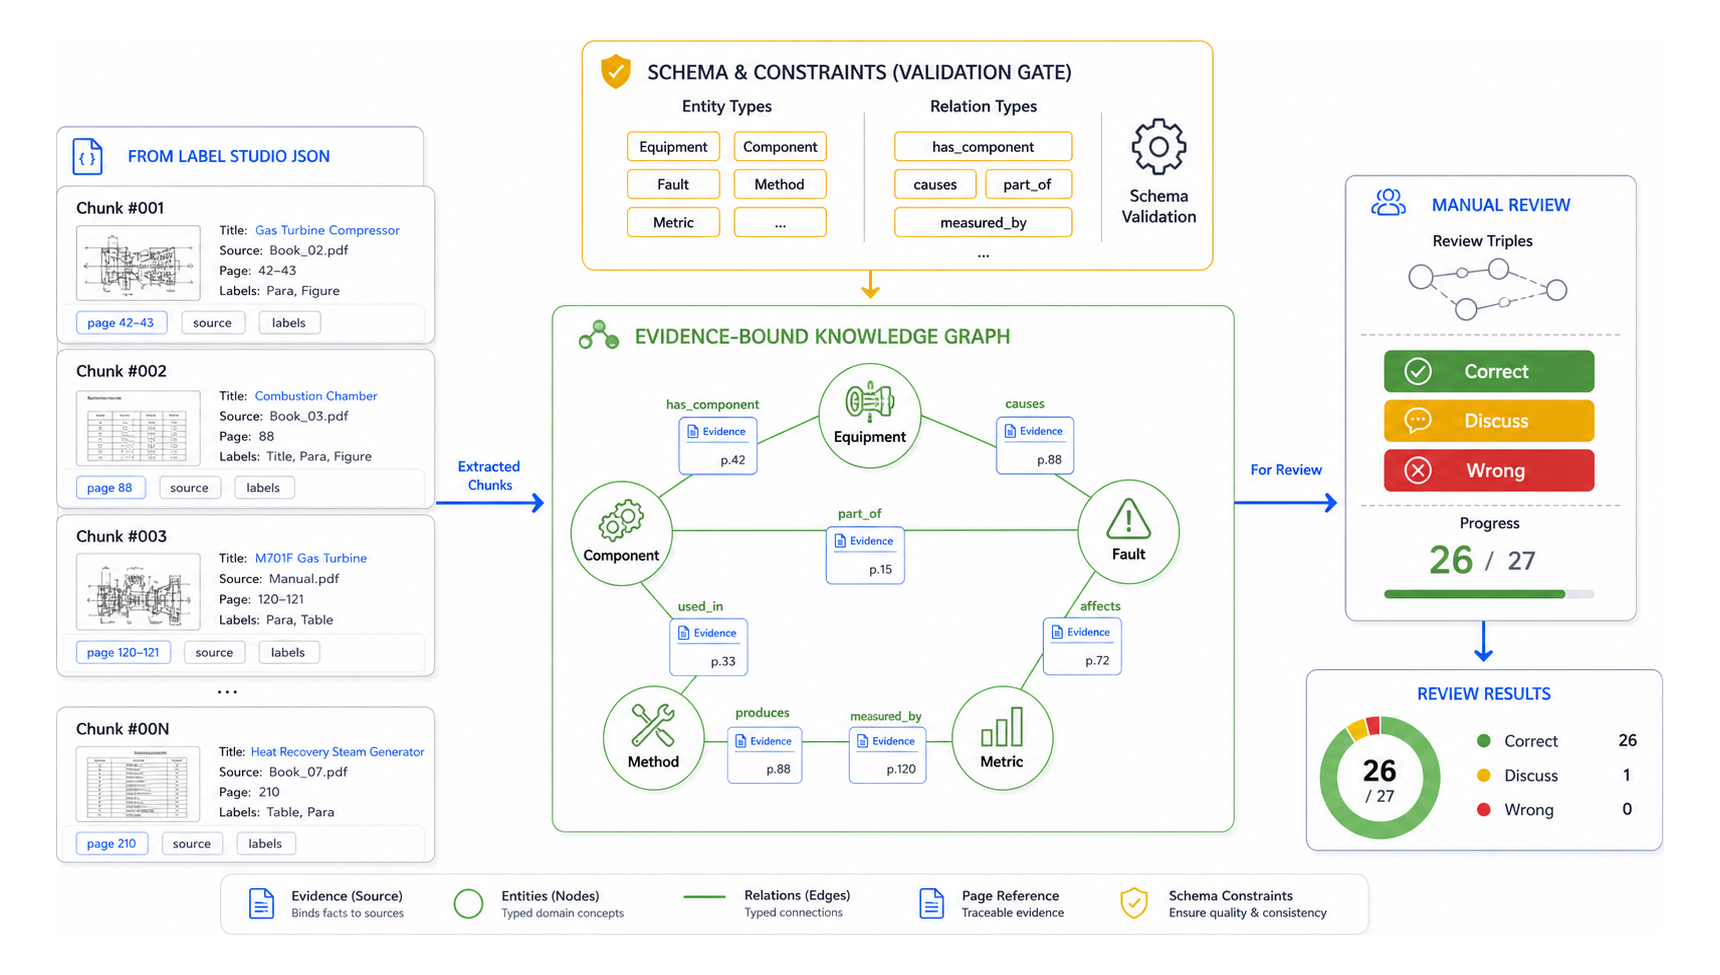 SCHEMA & CONSTRAINTS (VALIDATION GATE)
Entity Types
Equipment
Component
Fault
Method
Metric
...
Relation Types
has_component
causes
part_of
measured_by
...
Schema
Validation
FROM LABEL STUDIO JSON
Chunk #001
Title: Gas Turbine Compressor
Source: Book_02.pdf
Page: 42–43
Labels: Para, Figure
page 42–43
source
labels
Chunk #002
Title: Combustion Chamber
Source: Book_03.pdf
Page: 88
Labels: Title, Para, Figure
page 88
source
labels
Chunk #003
Title: M701F Gas Turbine
Source: Manual.pdf
Page: 120–121
Labels: Para, Table
page 120–121
source
labels
...
Chunk #00N
Title: Heat Recovery Steam Generator
Source: Book_07.pdf
Page: 210
Labels: Table, Para
page 210
source
labels
Extracted
Chunks
EVIDENCE-BOUND KNOWLEDGE GRAPH
Equipment
has_component
Evidence
p.42
causes
Evidence
p.88
Component
part_of
Evidence
p.15
Fault
used_in
Evidence
p.33
affects
Evidence
p.72
Method
produces
Evidence
p.88
measured_by
Evidence
p.120
Metric
For Review
MANUAL REVIEW
Review Triples
Correct
Discuss
Wrong
Progress
26 / 27
REVIEW RESULTS
26
/ 27
Correct 26
Discuss 1
Wrong 0
Evidence (Source)
Binds facts to sources
Entities (Nodes)
Typed domain concepts
Relations (Edges)
Typed connections
Page Reference
Traceable evidence
Schema Constraints
Ensure quality & consistency